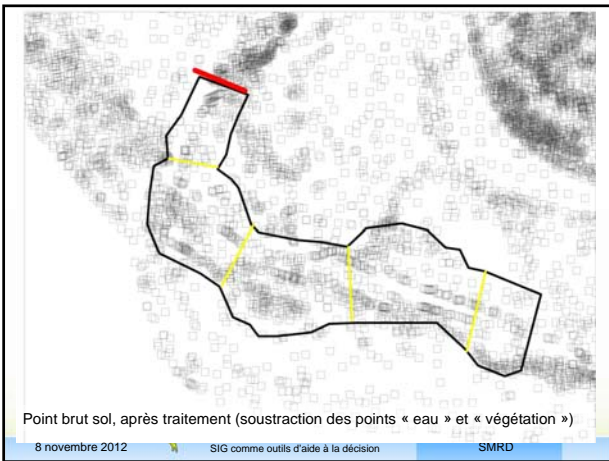 Point brut sol, après traitement (soustraction des points « eau » et « végétation »)
8 novembre 2012 SIG comme outils d'aide à la décision SMRD